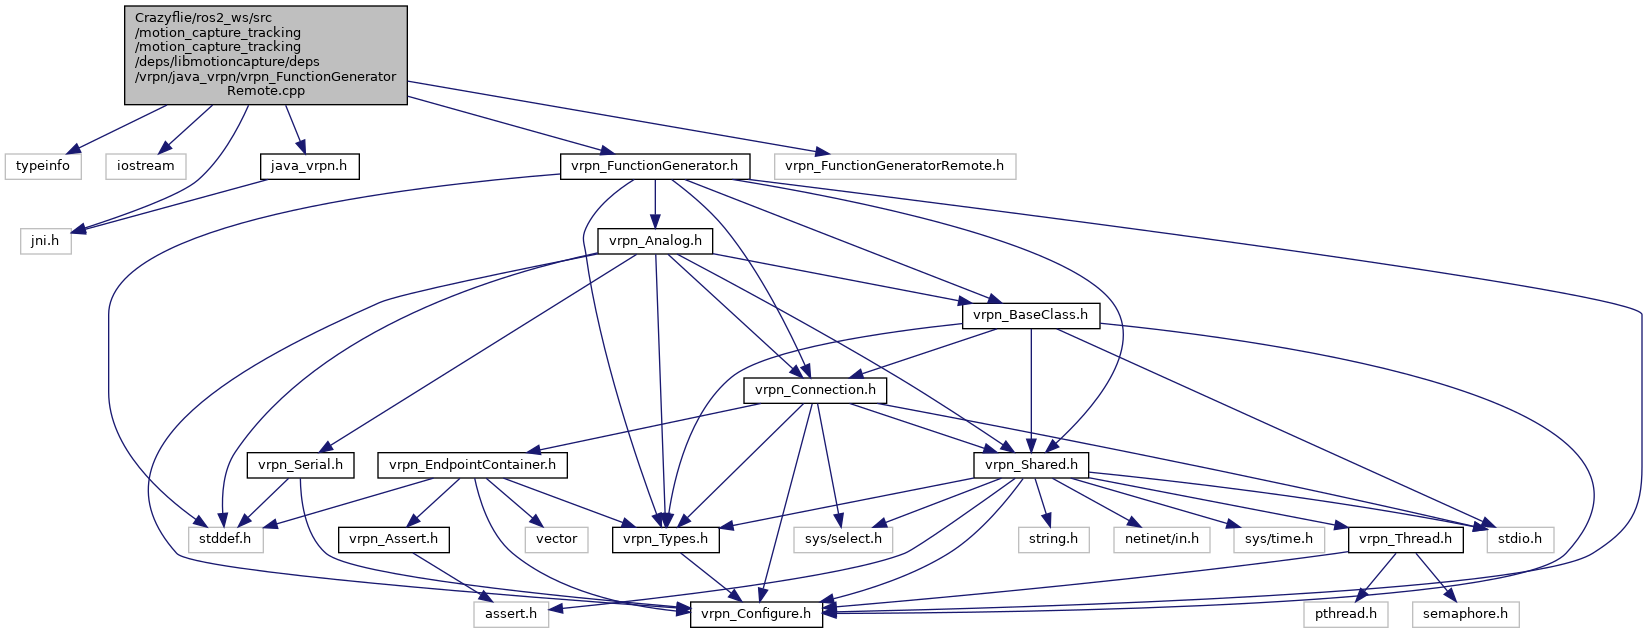 Crazyflie/ros2_ws/src
/motion_capture_tracking
/motion_capture_tracking
/deps/libmotioncapture/deps
/vrpn/java_vrpn/vrpn_FunctionGenerator
Remote.cpp
typeinfo
iostream
java_vrpn.h
vrpn_FunctionGenerator.h
vrpn_FunctionGeneratorRemote.h
jni.h
vrpn_Analog.h
vrpn_BaseClass.h
vrpn_Connection.h
vrpn_Serial.h
vrpn_EndpointContainer.h
vrpn_Shared.h
stddef.h
vrpn_Assert.h
vector
vrpn_Types.h
sys/select.h
string.h
netinet/in.h
sys/time.h
vrpn_Thread.h
stdio.h
assert.h
vrpn_Configure.h
pthread.h
semaphore.h